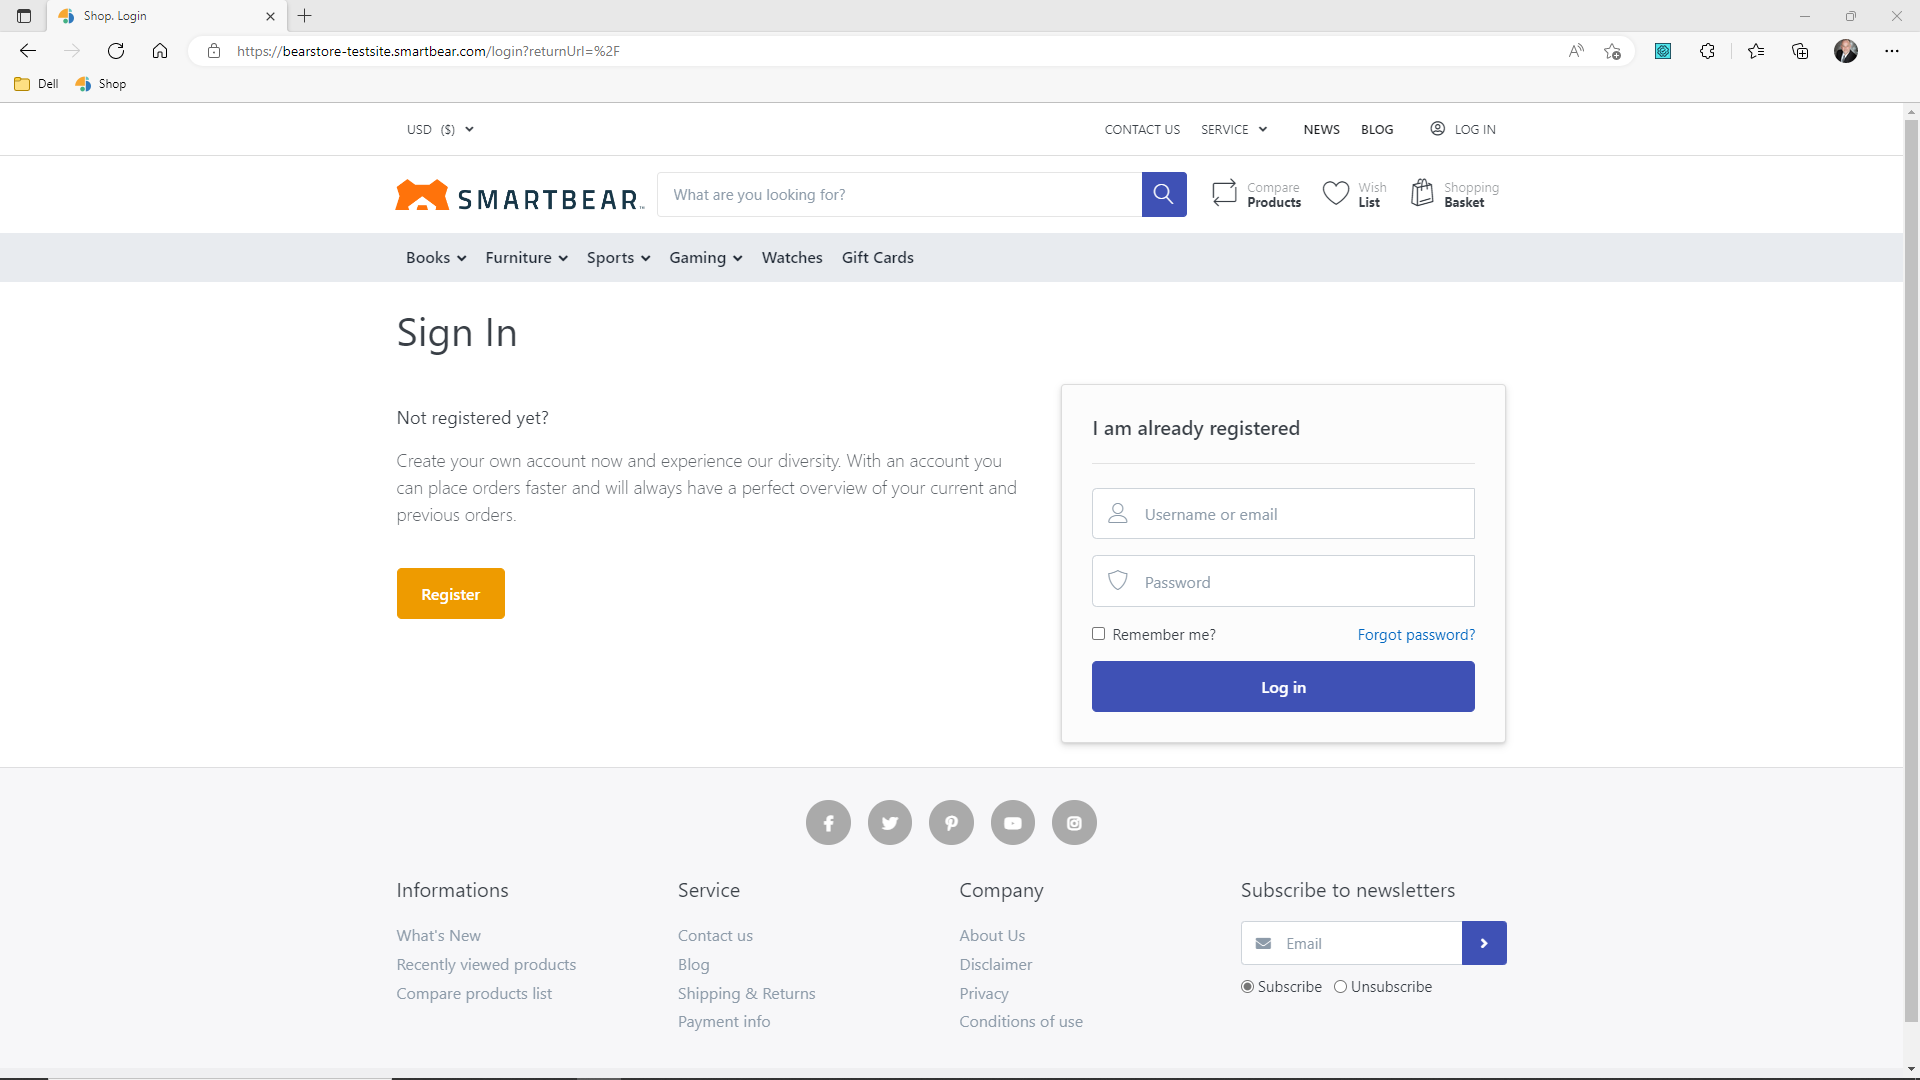 Shop. Login
https://bearstore-testsite.smartbear.com/login?returnUrl=%2F
Dell Shop
USD ($) CONTACT US SERVICE NEWS BLOG LOG IN
SMARTBEAR™ What are you looking for? Compare Products Wish List Shopping Basket
Books Furniture Sports Gaming Watches Gift Cards
Sign In
Not registered yet?
Create your own account now and experience our diversity. With an account you
can place orders faster and will always have a perfect overview of your current and
previous orders.
Register
I am already registered
Username or email
Password
Remember me? Forgot password?
Log in
Informations
What's New
Recently viewed products
Compare products list
Service
Contact us
Blog
Shipping & Returns
Payment info
Company
About Us
Disclaimer
Privacy
Conditions of use
Subscribe to newsletters
Email
Subscribe Unsubscribe